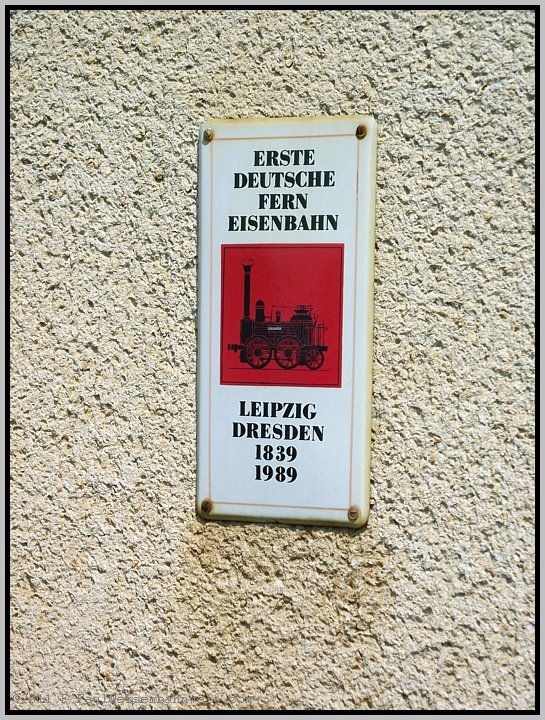 ERSTE
DEUTSCHE
FERN
EISENBAHN
LEIPZIG
DRESDEN
1839
1989